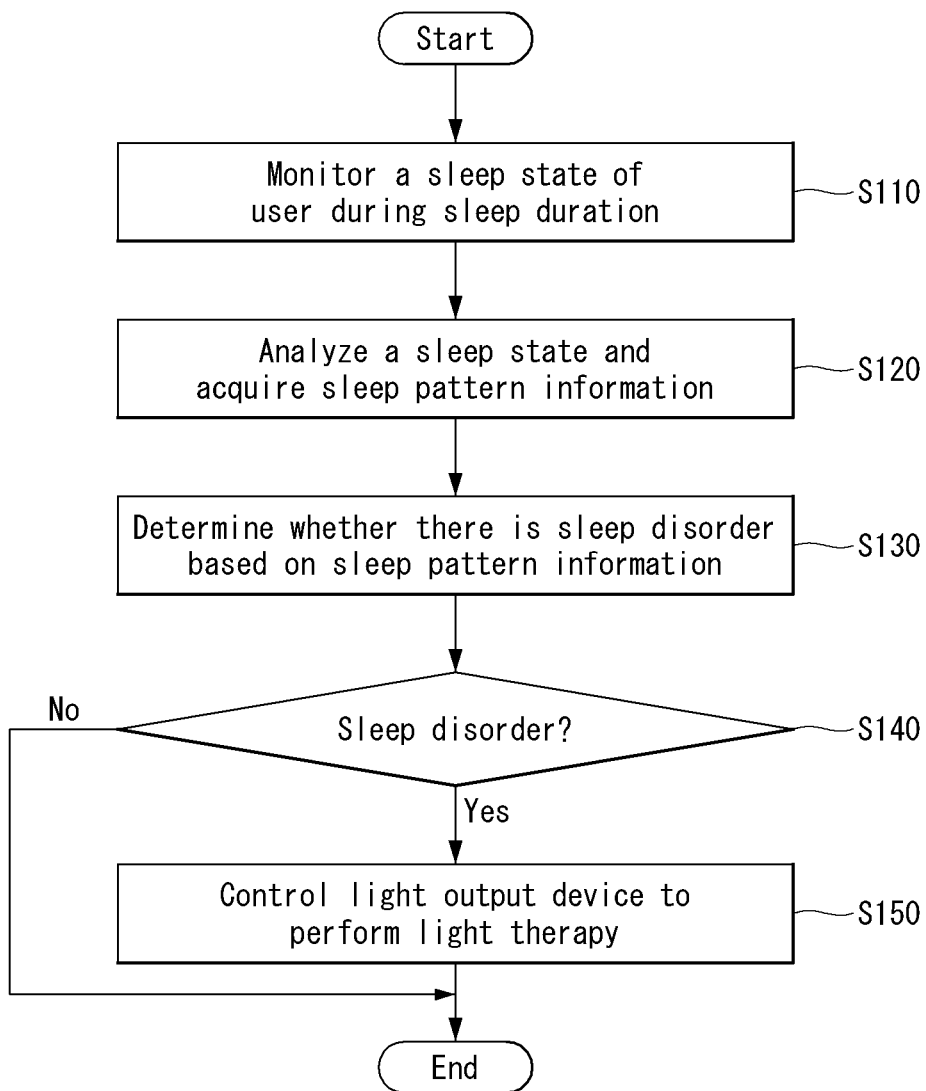 Start
Monitor a sleep state of
user during sleep duration
S110
Analyze a sleep state and
acquire sleep pattern information
S120
Determine whether there is sleep disorder
based on sleep pattern information
S130
No
Sleep disorder?
S140
Yes
Control light output device to
perform light therapy
S150
End